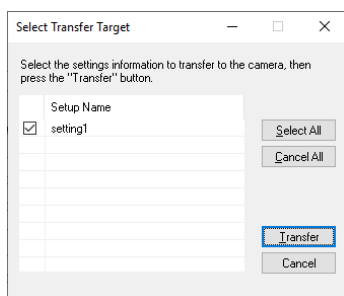 Select Transfer Target
Select the settings information to transfer to the camera, then
press the "Transfer" button.
Setup Name
setting1
Select All
Cancel All
Transfer
Cancel